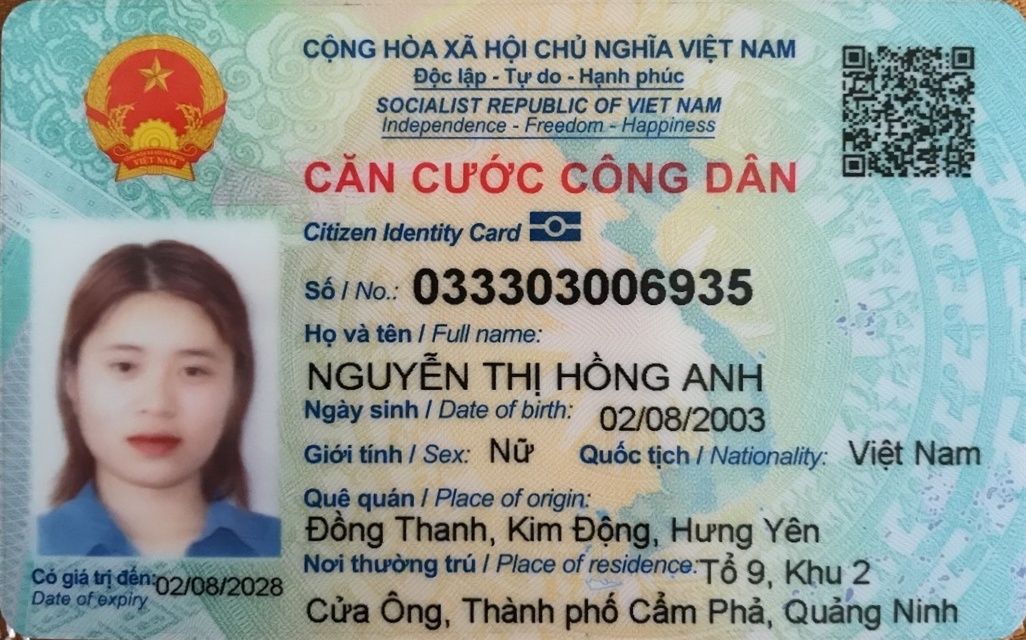 CỘNG HÒA XÃ HỘI CHỦ NGHĨA VIỆT NAM
Độc lập - Tự do - Hạnh phúc
SOCIALIST REPUBLIC OF VIET NAM
Independence - Freedom - Happiness
CĂN CƯỚC CÔNG DÂN
Citizen Identity Card
Số / No.: 033303006935
Họ và tên / Full name:
NGUYỄN THỊ HỒNG ANH
Ngày sinh / Date of birth: 02/08/2003
Giới tính / Sex: Nữ Quốc tịch / Nationality: Việt Nam
Quê quán / Place of origin:
Đồng Thanh, Kim Động, Hưng Yên
Nơi thường trú / Place of residence: Tổ 9, Khu 2
Cửa Ông, Thành phố Cẩm Phả, Quảng Ninh
Có giá trị đến: 02/08/2028
Date of expiry
VIỆT NAM